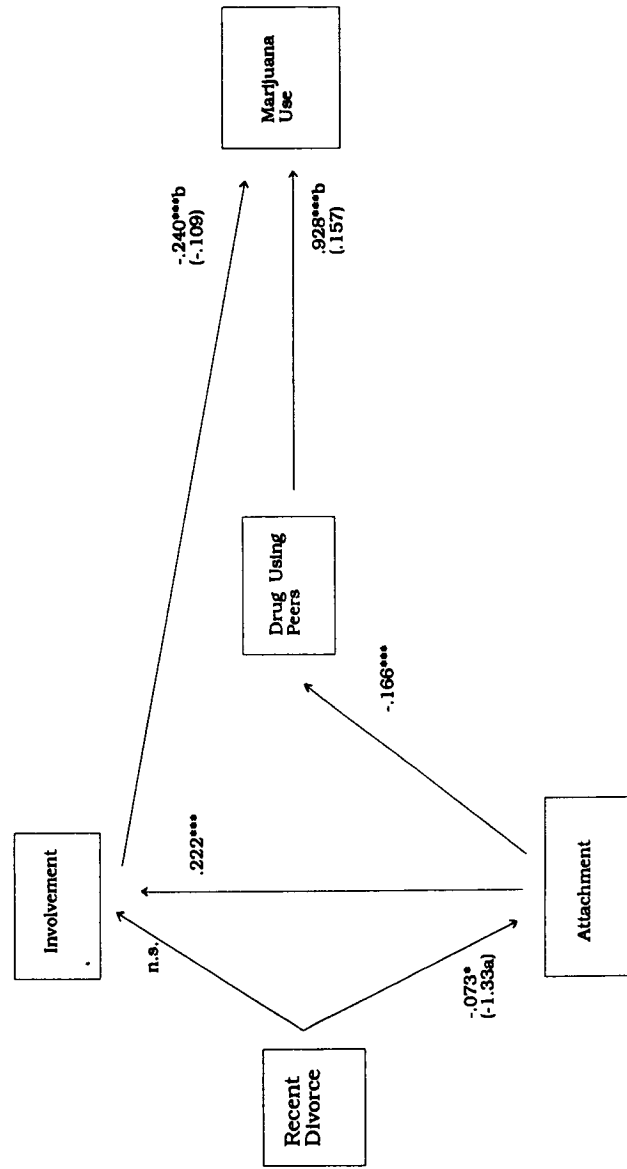 Involvement
n.s.
.222***
-.240***b
(-.109)
Recent
Divorce
Drug Using
Peers
.928***b
(.157)
Marijuana
Use
-.166***
-.073*
(-1.33a)
Attachment